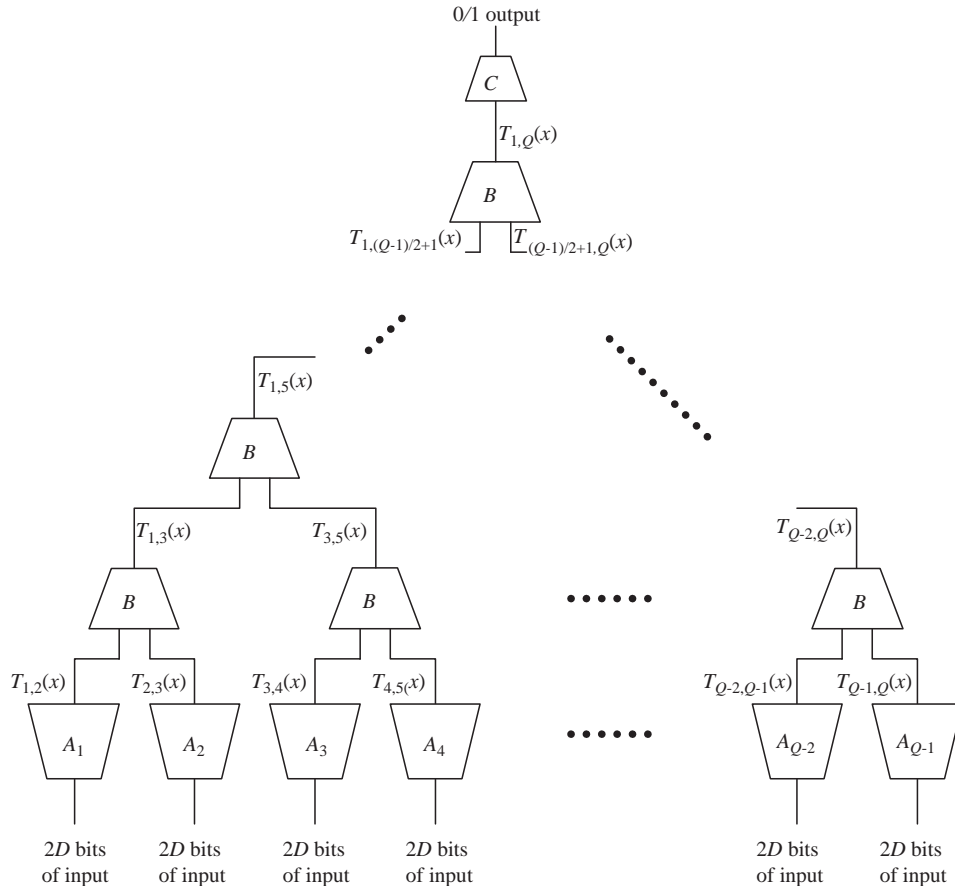 0/1 output
C
T1,Q(x)
B
T1,(Q-1)/2+1(x) T(Q-1)/2+1,Q(x)
T1,5(x)
B
T1,3(x) T3,5(x) TQ-2,Q(x)
B B B
T1,2(x) T2,3(x) T3,4(x) T4,5(x) TQ-2,Q-1(x) TQ-1,Q(x)
A1 A2 A3 A4 AQ-2 AQ-1
2D bits 2D bits 2D bits 2D bits 2D bits 2D bits
of input of input of input of input of input of input